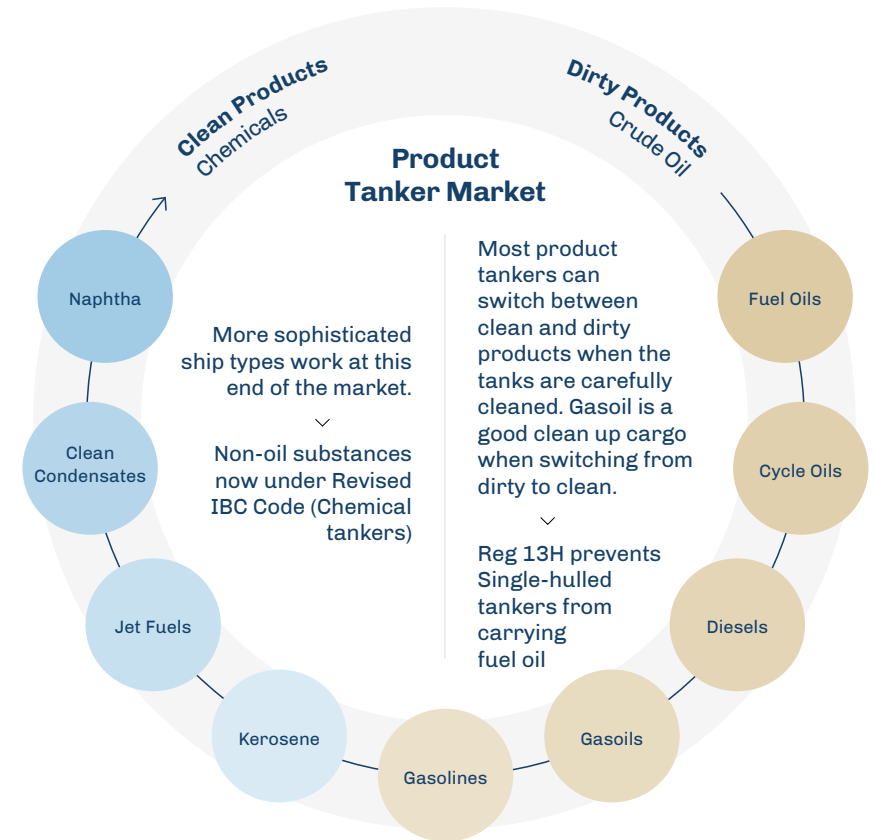 Clean Products
Chemicals
Dirty Products
Crude Oil
Product
Tanker Market
More sophisticated
ship types work at this
end of the market.
Non-oil substances
now under Revised
IBC Code (Chemical
tankers)
Most product
tankers can
switch between
clean and dirty
products when the
tanks are carefully
cleaned. Gasoil is a
good clean up cargo
when switching from
dirty to clean.
Reg 13H prevents
Single-hulled
tankers from
carrying
fuel oil
Naphtha
Clean
Condensates
Jet Fuels
Kerosene
Gasolines
Gasoils
Diesels
Cycle Oils
Fuel Oils